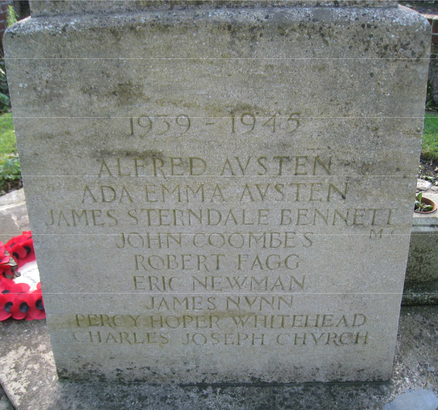 1939 - 1945
ALFRED AVSTEN
ADA EMMA AVSTEN
JAMES STERNDALE BENNETT
JOHN COOMBES
ROBERT FAGG
ERIC NEWMAN
JAMES NVNN
PERCY HOPER WHITEHEAD
CHARLES JOSEPH CHVRCH